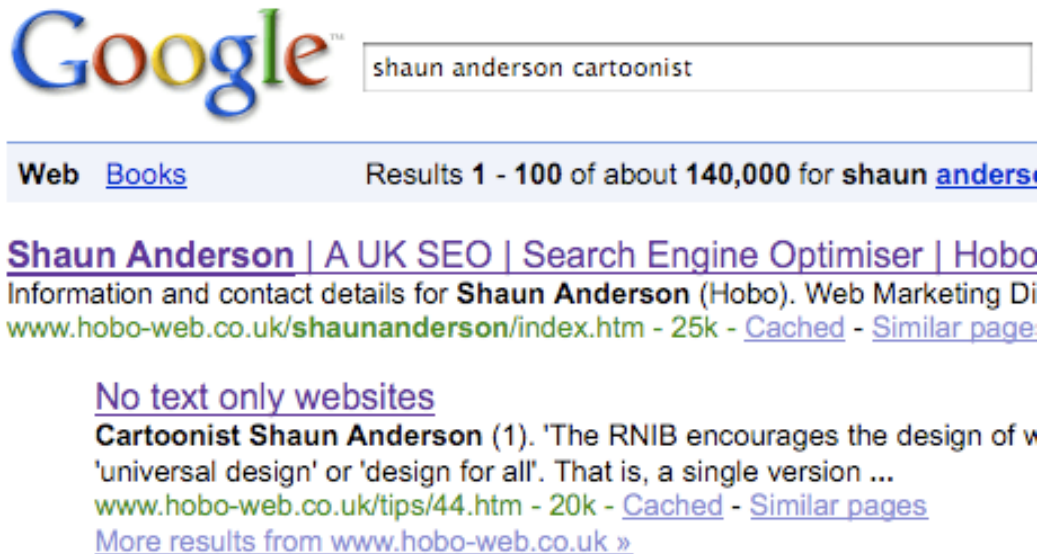 Google™
shaun anderson cartoonist
Web Books Results 1 - 100 of about 140,000 for shaun anders
Shaun Anderson | A UK SEO | Search Engine Optimiser | Hobo
Information and contact details for Shaun Anderson (Hobo). Web Marketing Di
www.hobo-web.co.uk/shaunanderson/index.htm - 25k - Cached - Similar pages
No text only websites
Cartoonist Shaun Anderson (1). 'The RNIB encourages the design of w
'universal design' or 'design for all'. That is, a single version ...
www.hobo-web.co.uk/tips/44.htm - 20k - Cached - Similar pages
More results from www.hobo-web.co.uk »